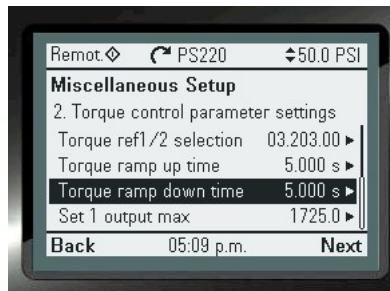 Remot. PS220 50.0 PSI
Miscellaneous Setup
2. Torque control parameter settings
Torque ref1/2 selection 03.203.00
Torque ramp up time 5.000 s
Torque ramp down time 5.000 s
Set 1 output max 1725.0
Back 05:09 p.m. Next